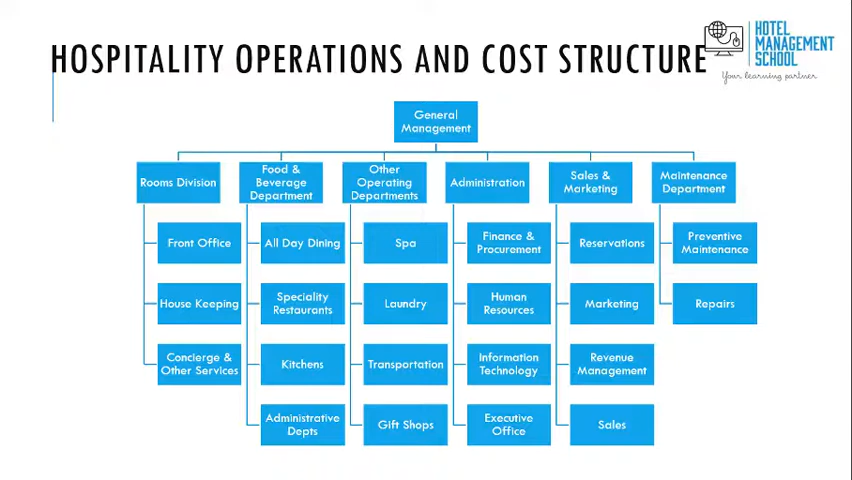 HOSPITALITY OPERATIONS AND COST STRUCTURE
HOTEL
MANAGEMENT
SCHOOL
Your learning partner
General
Management
Rooms Division
Food &
Beverage
Department
Other
Operating
Departments
Administration
Sales &
Marketing
Maintenance
Department
Front Office
All Day Dining
Spa
Finance &
Procurement
Reservations
Preventive
Maintenance
House Keeping
Speciality
Restaurants
Laundry
Human
Resources
Marketing
Repairs
Concierge &
Other Services
Kitchens
Transportation
Information
Technology
Revenue
Management
Administrative
Depts
Gift Shops
Executive
Office
Sales